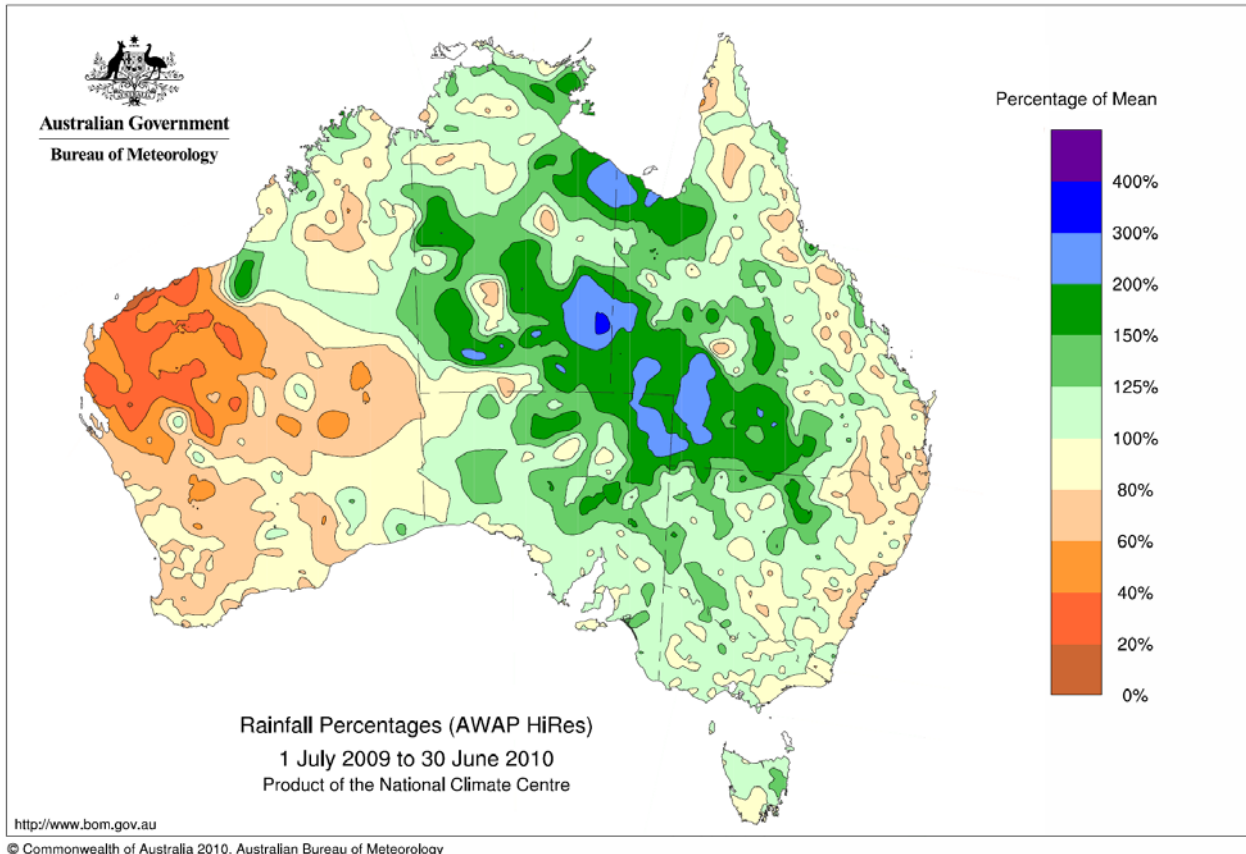 Australian Government
Bureau of Meteorology
Percentage of Mean
400%
300%
200%
150%
125%
100%
80%
60%
40%
20%
0%
Rainfall Percentages (AWAP HiRes)
1 July 2009 to 30 June 2010
Product of the National Climate Centre
http://www.bom.gov.au
© Commonwealth of Australia 2010, Australian Bureau of Meteorology